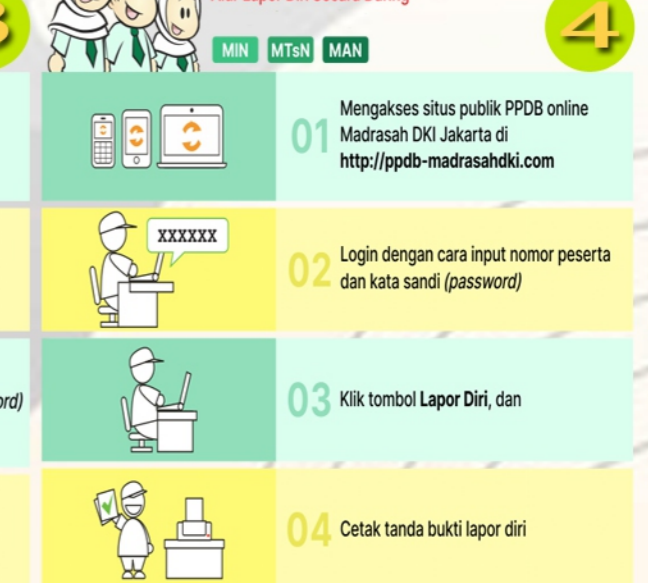 4
MIN MTsN MAN
01
Mengakses situs publik PPDB online
Madrasah DKI Jakarta di
http://ppdb-madrasahdki.com
XXXXXX
02
Login dengan cara input nomor peserta
dan kata sandi (password)
ord)
03
Klik tombol Lapor Diri, dan
04
Cetak tanda bukti lapor diri